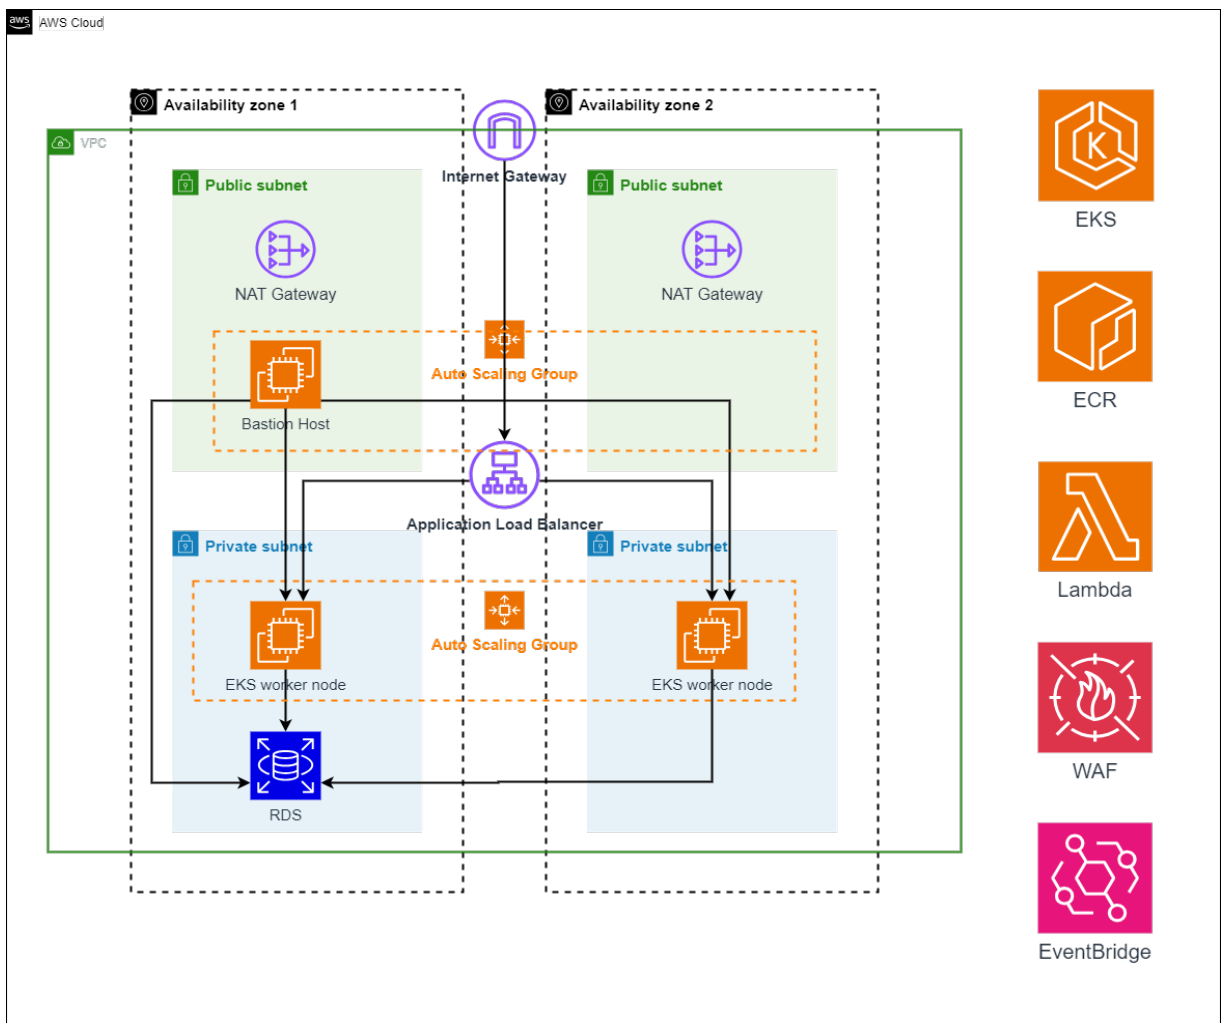 aws
AWS Cloud
Availability zone 1
Availability zone 2
VPC
Internet Gateway
Public subnet
Public subnet
NAT Gateway
NAT Gateway
Auto Scaling Group
Bastion Host
Application Load Balancer
Private subnet
Private subnet
Auto Scaling Group
EKS worker node
EKS worker node
RDS
K
EKS
ECR
Lambda
WAF
EventBridge